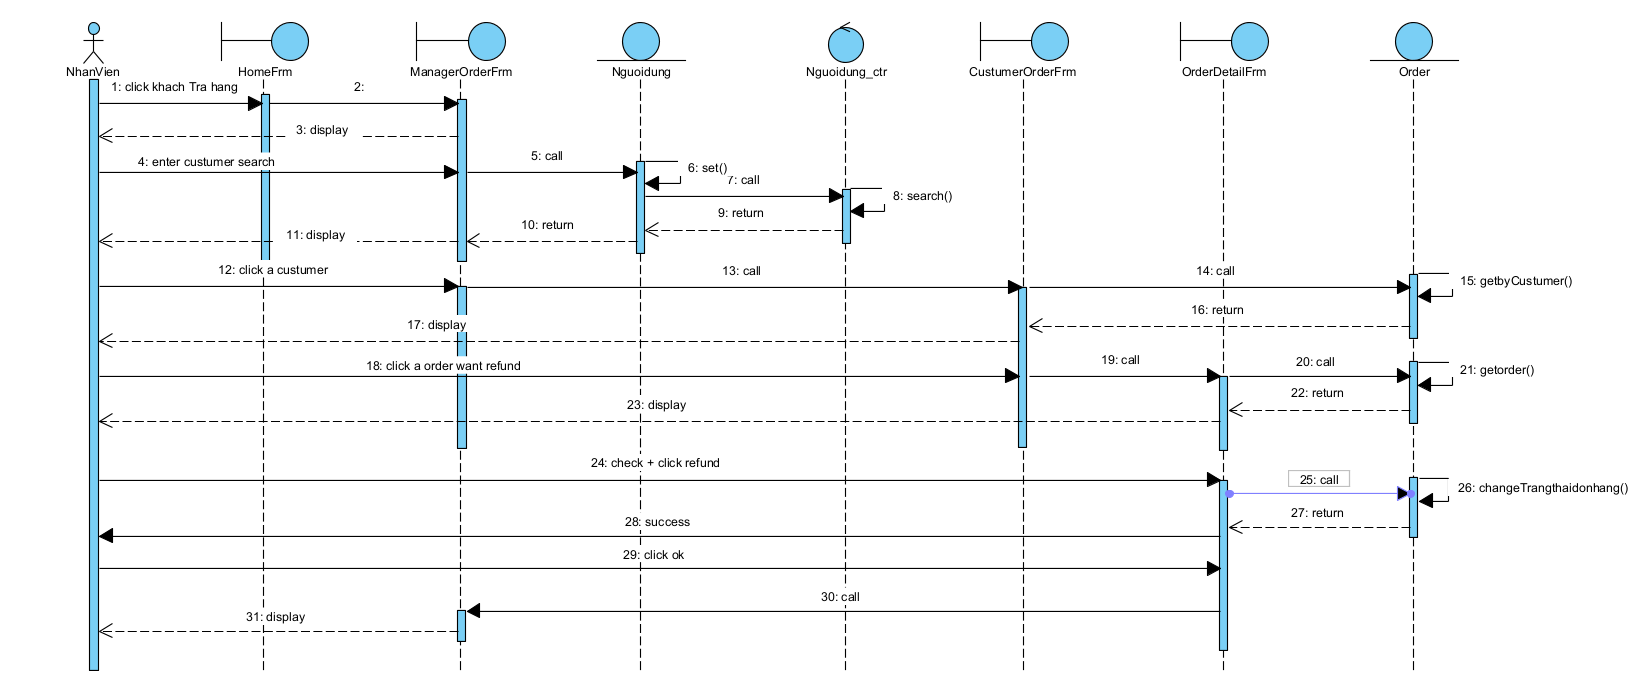 NhanVien
HomeFrm
ManagerOrderFrm
Nguoidung
Nguoidung_ctr
CustumerOrderFrm
OrderDetailFrm
Order
1: click khach Tra hang
2:
3: display
4: enter custumer search
5: call
6: set()
7: call
8: search()
9: return
10: return
11: display
12: click a custumer
13: call
14: call
15: getbyCustumer()
16: return
17: display
18: click a order want refund
19: call
20: call
21: getorder()
22: return
23: display
24: check + click refund
25: call
26: changeTrangthaidonhang()
27: return
28: success
29: click ok
30: call
31: display